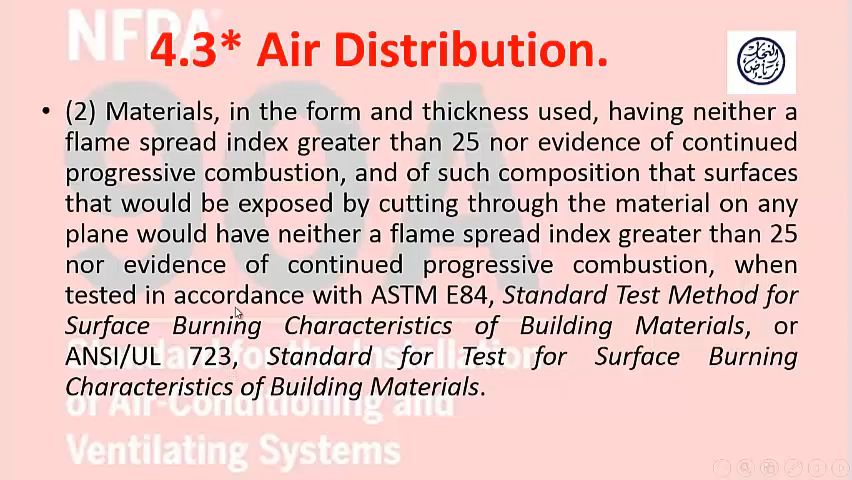 NFPA
4.3* Air Distribution.
• (2) Materials, in the form and thickness used, having neither a
flame spread index greater than 25 nor evidence of continued
progressive combustion, and of such composition that surfaces
that would be exposed by cutting through the material on any
plane would have neither a flame spread index greater than 25
nor evidence of continued progressive combustion, when
tested in accordance with ASTM E84, Standard Test Method for
Surface Burning Characteristics of Building Materials, or
ANSI/UL 723, Standard for Test for Surface Burning
Characteristics of Building Materials.
90A
Standard for the Installation
of Air-Conditioning and
Ventilating Systems